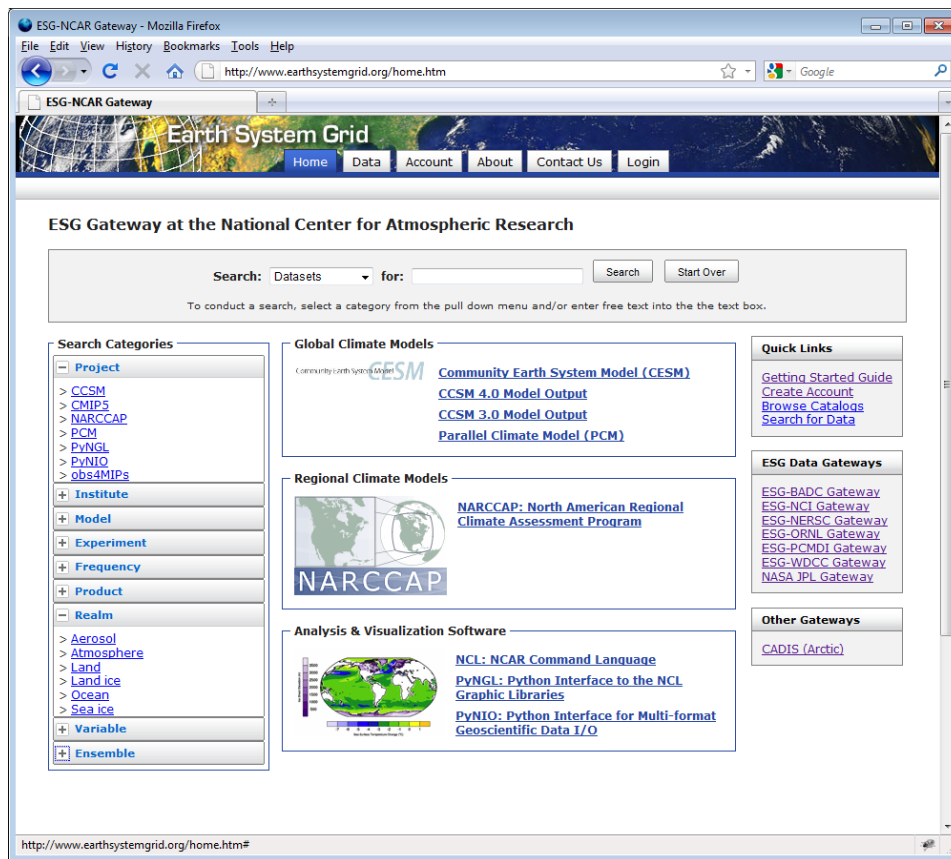 ESG-NCAR Gateway - Mozilla Firefox
File Edit View History Bookmarks Tools Help
http://www.earthsystemgrid.org/home.htm
Google
ESG-NCAR Gateway
Earth System Grid
Home Data Account About Contact Us Login
ESG Gateway at the National Center for Atmospheric Research
Search: Datasets for: Search Start Over
To conduct a search, select a category from the pull down menu and/or enter free text into the the text box.
Search Categories
Project
> CCSM
> CMIP5
> NARCCAP
> PCM
> PyNGL
> PyNIO
> obs4MIPs
Institute
Model
Experiment
Frequency
Product
Realm
> Aerosol
> Atmosphere
> Land
> Land ice
> Ocean
> Sea ice
Variable
Ensemble
Global Climate Models
Community Earth System Model CESM
Community Earth System Model (CESM)
CCSM 4.0 Model Output
CCSM 3.0 Model Output
Parallel Climate Model (PCM)
Regional Climate Models
NARCCAP
NARCCAP: North American Regional
Climate Assessment Program
Analysis & Visualization Software
NCL: NCAR Command Language
PyNGL: Python Interface to the NCL
Graphic Libraries
PyNIO: Python Interface for Multi-format
Geoscientific Data I/O
Quick Links
Getting Started Guide
Create Account
Browse Catalogs
Search for Data
ESG Data Gateways
ESG-BADC Gateway
ESG-NCI Gateway
ESG-NERSC Gateway
ESG-ORNL Gateway
ESG-PCMDI Gateway
ESG-WDCC Gateway
NASA JPL Gateway
Other Gateways
CADIS (Arctic)
http://www.earthsystemgrid.org/home.htm#